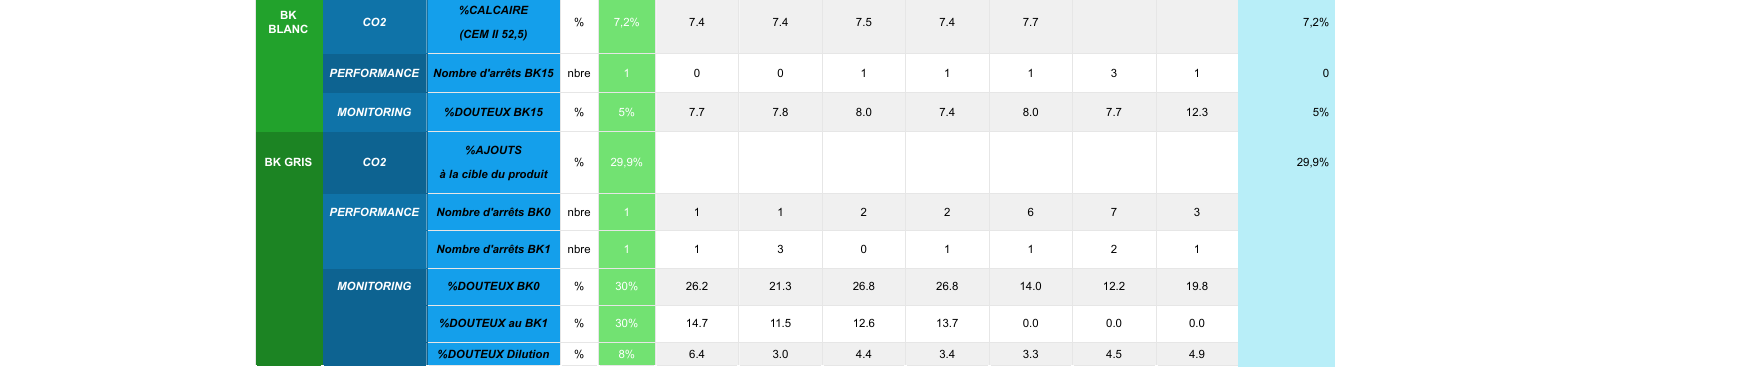 BK BLANC CO2 %CALCAIRE (CEM II 52,5) % 7,2% 7.4 7.4 7.5 7.4 7.7 7,2%
PERFORMANCE Nombre d'arrêts BK15 nbre 1 0 0 1 1 1 3 1 0
MONITORING %DOUTEUX BK15 % 5% 7.7 7.8 8.0 7.4 8.0 7.7 12.3 5%
BK GRIS CO2 %AJOUTS à la cible du produit % 29,9% 29,9%
PERFORMANCE Nombre d'arrêts BK0 nbre 1 1 1 2 2 6 7 3
Nombre d'arrêts BK1 nbre 1 1 3 0 1 1 2 1
MONITORING %DOUTEUX BK0 % 30% 26.2 21.3 26.8 26.8 14.0 12.2 19.8
%DOUTEUX au BK1 % 30% 14.7 11.5 12.6 13.7 0.0 0.0 0.0
%DOUTEUX Dilution % 8% 6.4 3.0 4.4 3.4 3.3 4.5 4.9